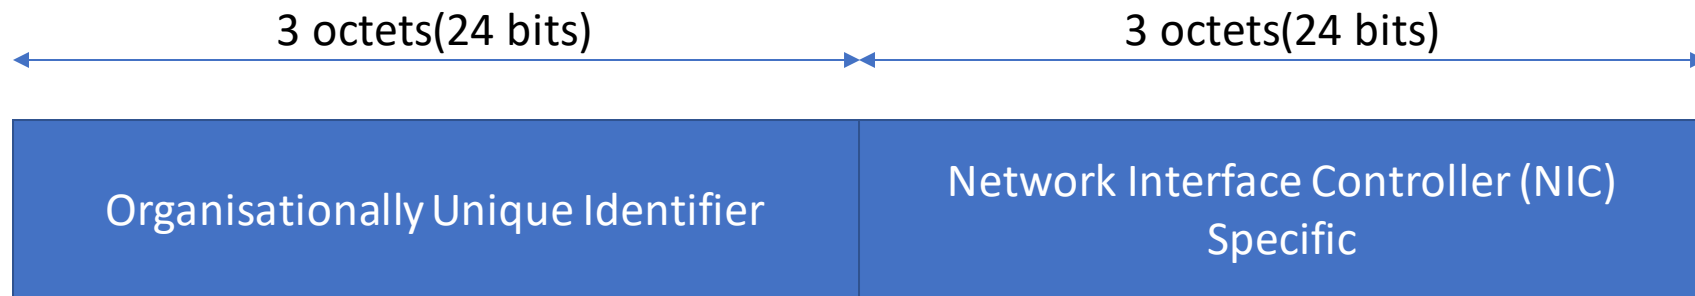 3 octets(24 bits)
3 octets(24 bits)
Organisationally Unique Identifier
Network Interface Controller (NIC)
Specific